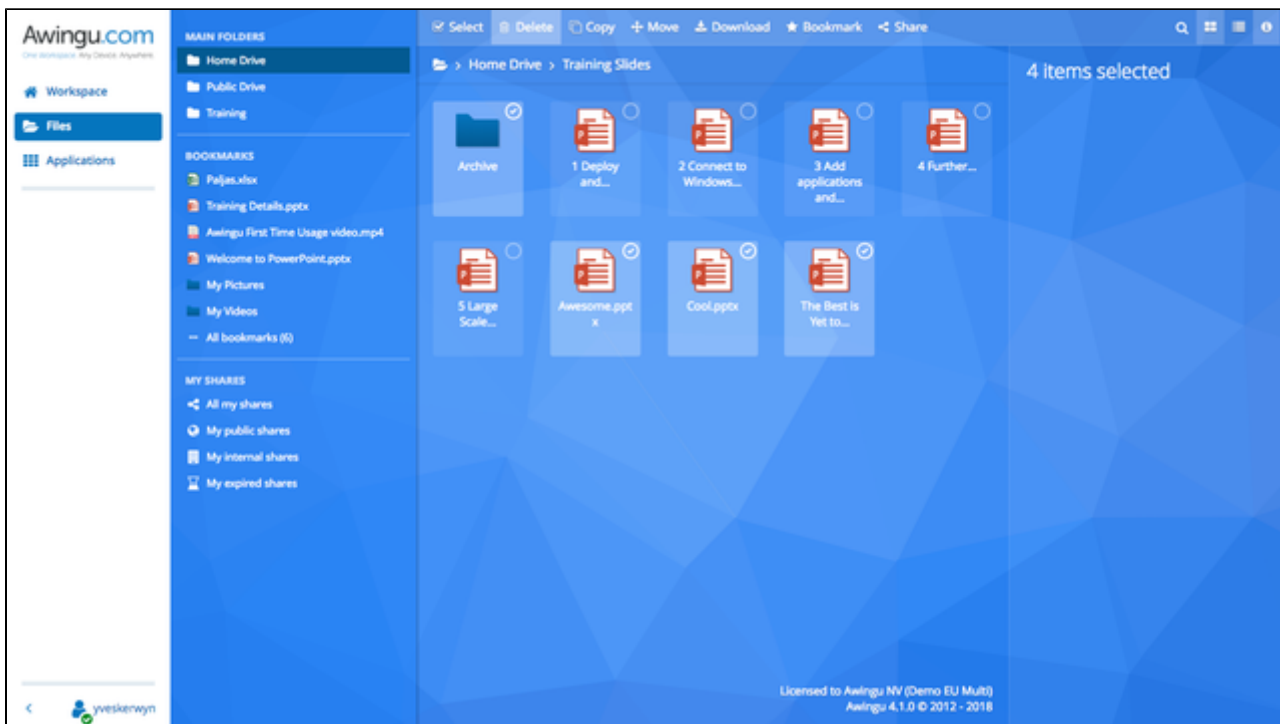 Awingu.com
One Workspace. Any Device. Anywhere.
Workspace
Files
Applications
yveskerwyn
MAIN FOLDERS
Home Drive
Public Drive
Training
BOOKMARKS
Paljas.xlsx
Training Details.pptx
Awingu First Time Usage video.mp4
Welcome to PowerPoint.pptx
My Pictures
My Videos
All bookmarks (6)
MY SHARES
All my shares
My public shares
My internal shares
My expired shares
Select Delete Copy Move Download Bookmark Share
> Home Drive > Training Slides
Archive
1 Deploy
and...
2 Connect to
Windows...
3 Add
applications
and...
4 Further...
5 Large
Scale...
Awesome.ppt
x
Cool.pptx
The Best is
Yet to...
4 items selected
Licensed to Awingu NV (Demo EU Multi)
Awingu 4.1.0 © 2012 - 2018